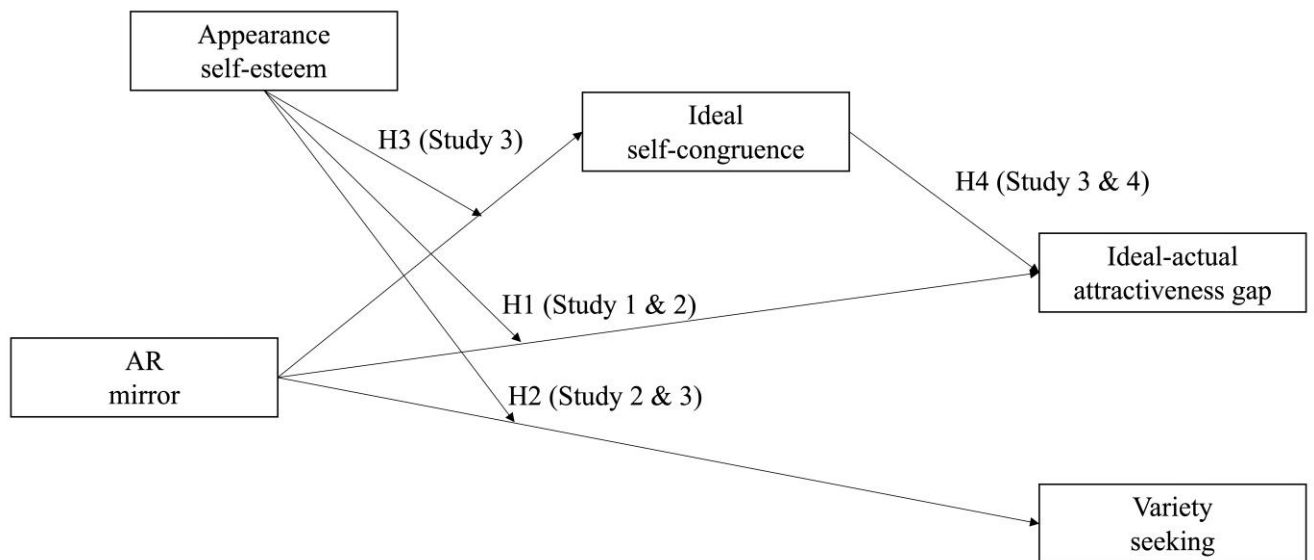 Appearance
self-esteem
H3 (Study 3)
Ideal
self-congruence
H4 (Study 3 & 4)
Ideal-actual
attractiveness gap
H1 (Study 1 & 2)
AR
mirror
H2 (Study 2 & 3)
Variety
seeking